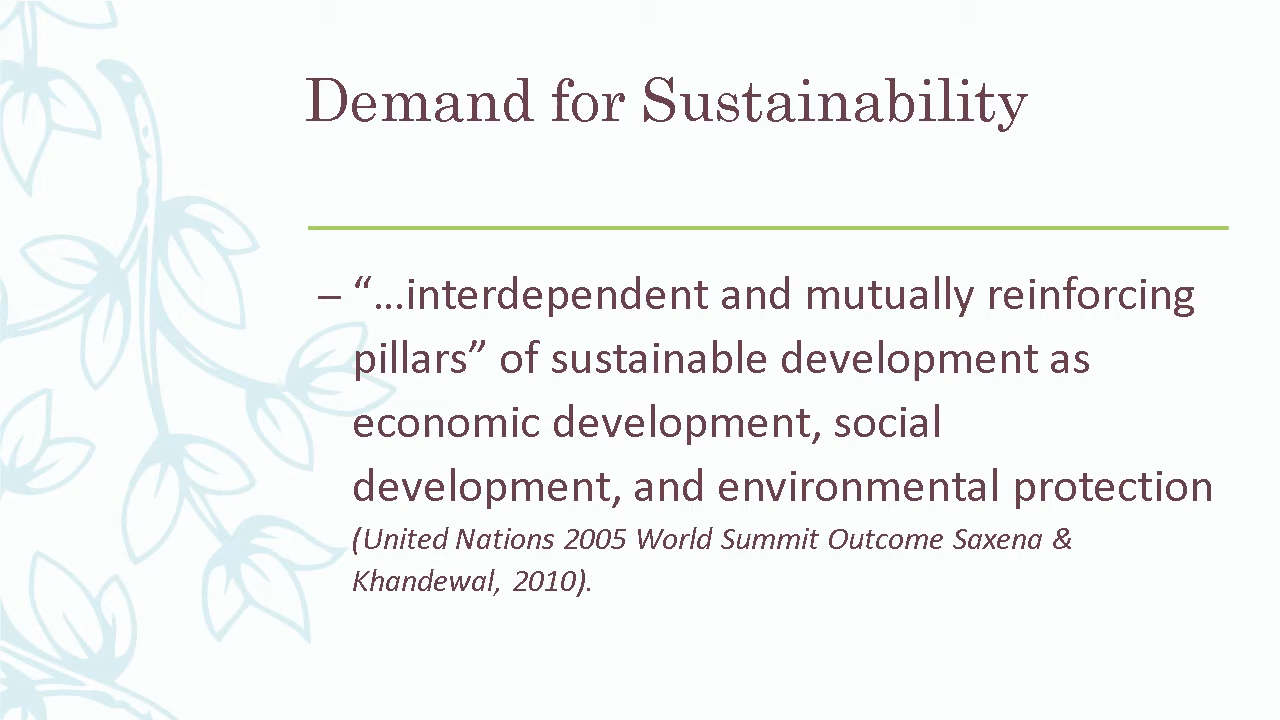 Demand for Sustainability
– “…interdependent and mutually reinforcing
pillars” of sustainable development as
economic development, social
development, and environmental protection
(United Nations 2005 World Summit Outcome Saxena &
Khandewal, 2010).